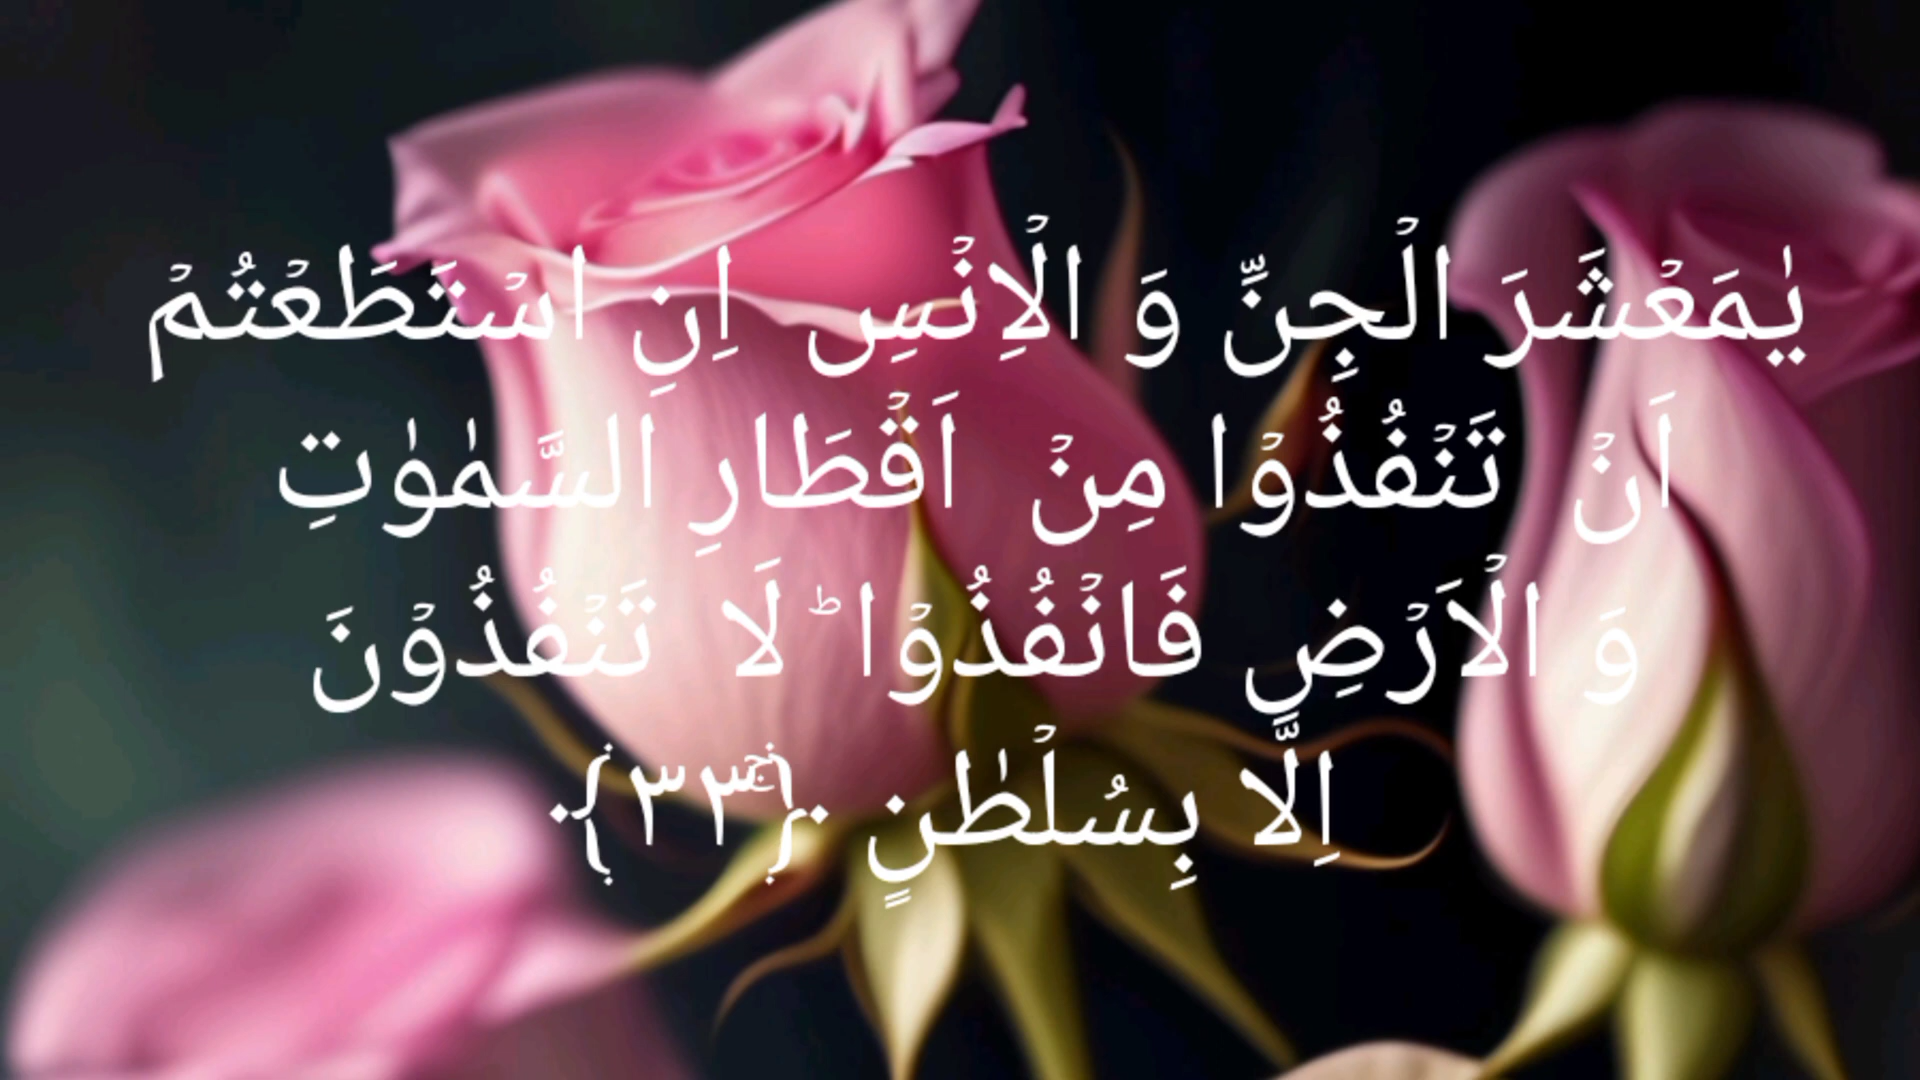 یٰمَعۡشَرَ الۡجِنِّ وَ الۡاِنۡسِ اِنِ اسۡتَطَعۡتُمۡ
اَنۡ تَنۡفُذُوۡا مِنۡ اَقۡطَارِ السَّمٰوٰتِ
وَ الۡاَرۡضِ فَانۡفُذُوۡا ؕ لَا تَنۡفُذُوۡنَ
اِلَّا بِسُلۡطٰنٍ ﴿ۚ۳۳﴾